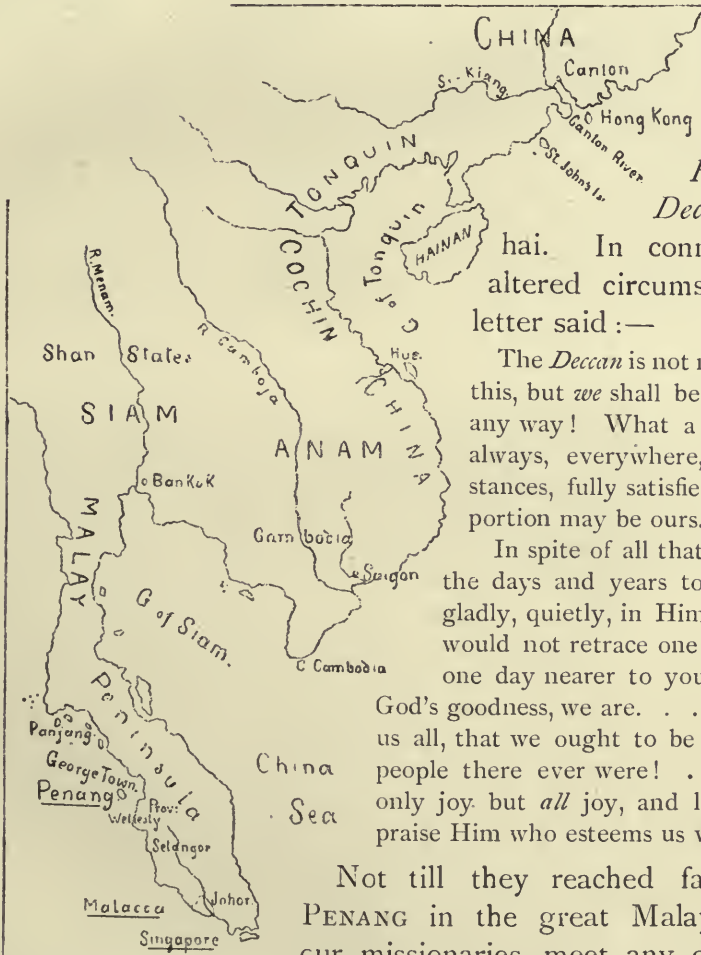 CHINA
Canton
Hong Kong
Canton River.
St. John's Is.
TONQUIN
G of Tonquin
HAINAN
COCHIN
CHINA
R. Menam.
Shan States
SIAM
R. Camboja
Hue.
ANAM
BanKoK
MALAY
Peninsula
Cambodia
Saigon
G of Siam.
C Cambodia
Panjang.
George Town.
Penang
Prov:
Wellesly
Selangor
Malacca
Johor
Singapore
China
Sea
Dec
hai. In conn
altered circums
letter said :—
The Deccan is not
this, but we shall be
any way! What a
always, everywhere,
stances, fully satisfie
portion may be ours.
In spite of all that
the days and years to
gladly, quietly, in Him
would not retrace one
one day nearer to you
God's goodness, we are. . .
us all, that we ought to be
people there ever were! .
only joy but all joy, and
praise Him who esteems us
Not till they reached fa
PENANG in the great Malay
our missionaries meet any